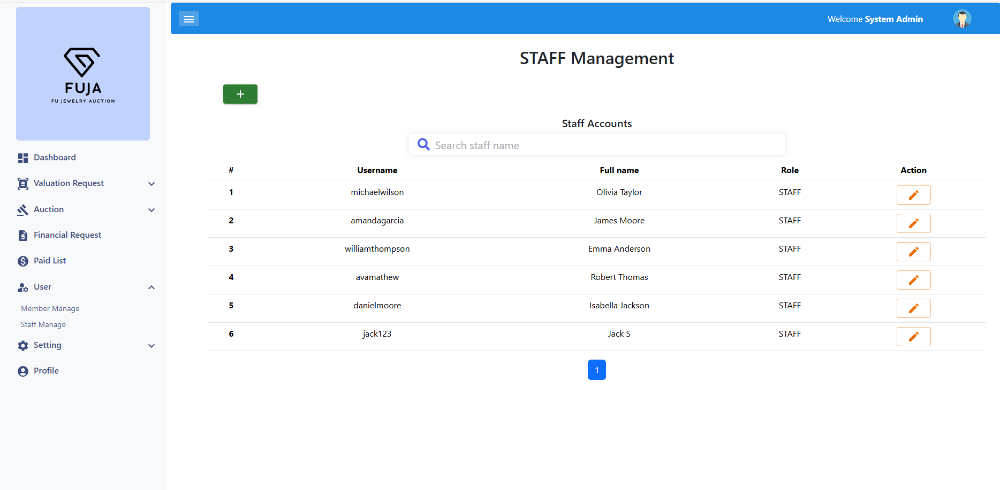 FUJA
FU JEWELRY AUCTION
Dashboard
Valuation Request
Auction
Financial Request
Paid List
User
Member Manage
Staff Manage
Setting
Profile
Welcome System Admin
STAFF Management
+
Staff Accounts
Search staff name
# Username Full name Role Action
1 michaelwilson Olivia Taylor STAFF
2 amandagarcia James Moore STAFF
3 williamthompson Emma Anderson STAFF
4 avamathew Robert Thomas STAFF
5 danielmoore Isabella Jackson STAFF
6 jack123 Jack S STAFF
1